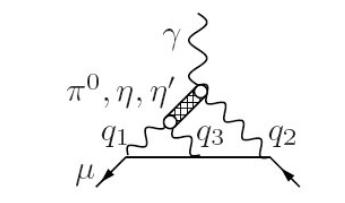 γ
π⁰, η, η′
q₁ q₃ q₂
μ